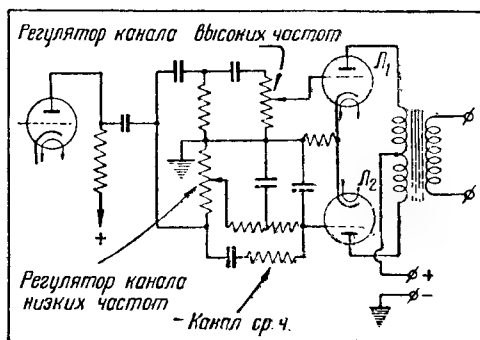 Регулятор канала высоких частот
Л₁
Л₂
+
Регулятор канала
низких частот
- Канал ср. ч.
+
-